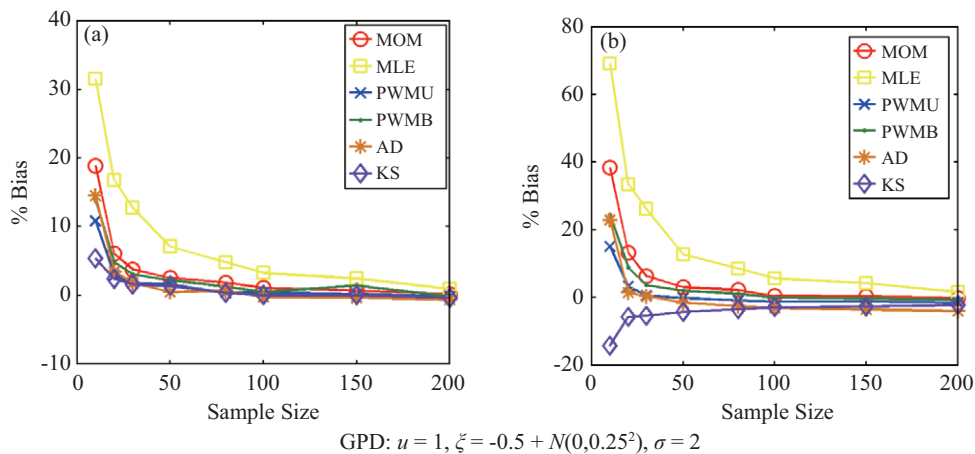 (a)
MOM
MLE
PWMU
PWMB
AD
KS
% Bias
40
30
20
10
0
-10
0
50
100
150
200
Sample Size
(b)
MOM
MLE
PWMU
PWMB
AD
KS
% Bias
80
60
40
20
0
-20
0
50
100
150
200
Sample Size
GPD: u = 1, ξ = -0.5 + N(0,0.25²), σ = 2